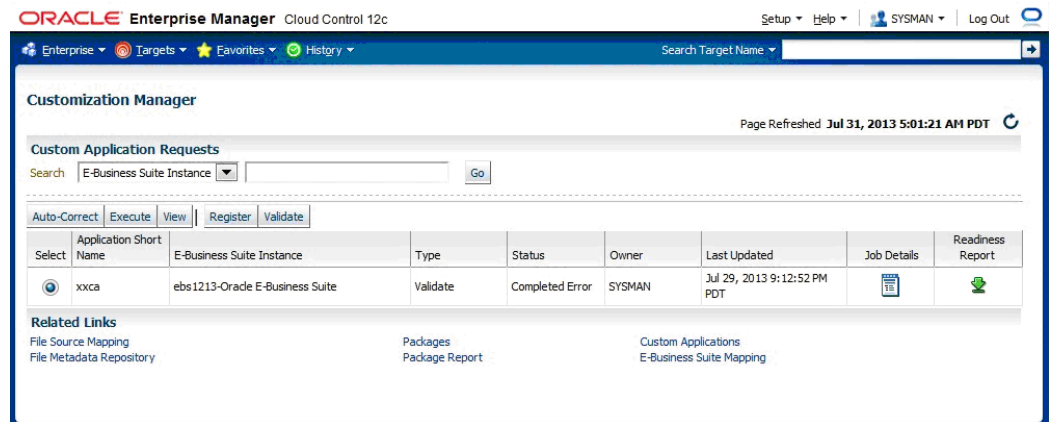 ORACLE Enterprise Manager Cloud Control 12c
Setup Help SYSMAN Log Out
Enterprise Targets Favorites History Search Target Name
Customization Manager
Page Refreshed Jul 31, 2013 5:01:21 AM PDT
Custom Application Requests
Search E-Business Suite Instance Go
Auto-Correct Execute View Register Validate
Select Application Short Name E-Business Suite Instance Type Status Owner Last Updated Job Details Readiness Report
xxca ebs1213-Oracle E-Business Suite Validate Completed Error SYSMAN Jul 29, 2013 9:12:52 PM PDT
Related Links
File Source Mapping Packages Custom Applications
File Metadata Repository Package Report E-Business Suite Mapping